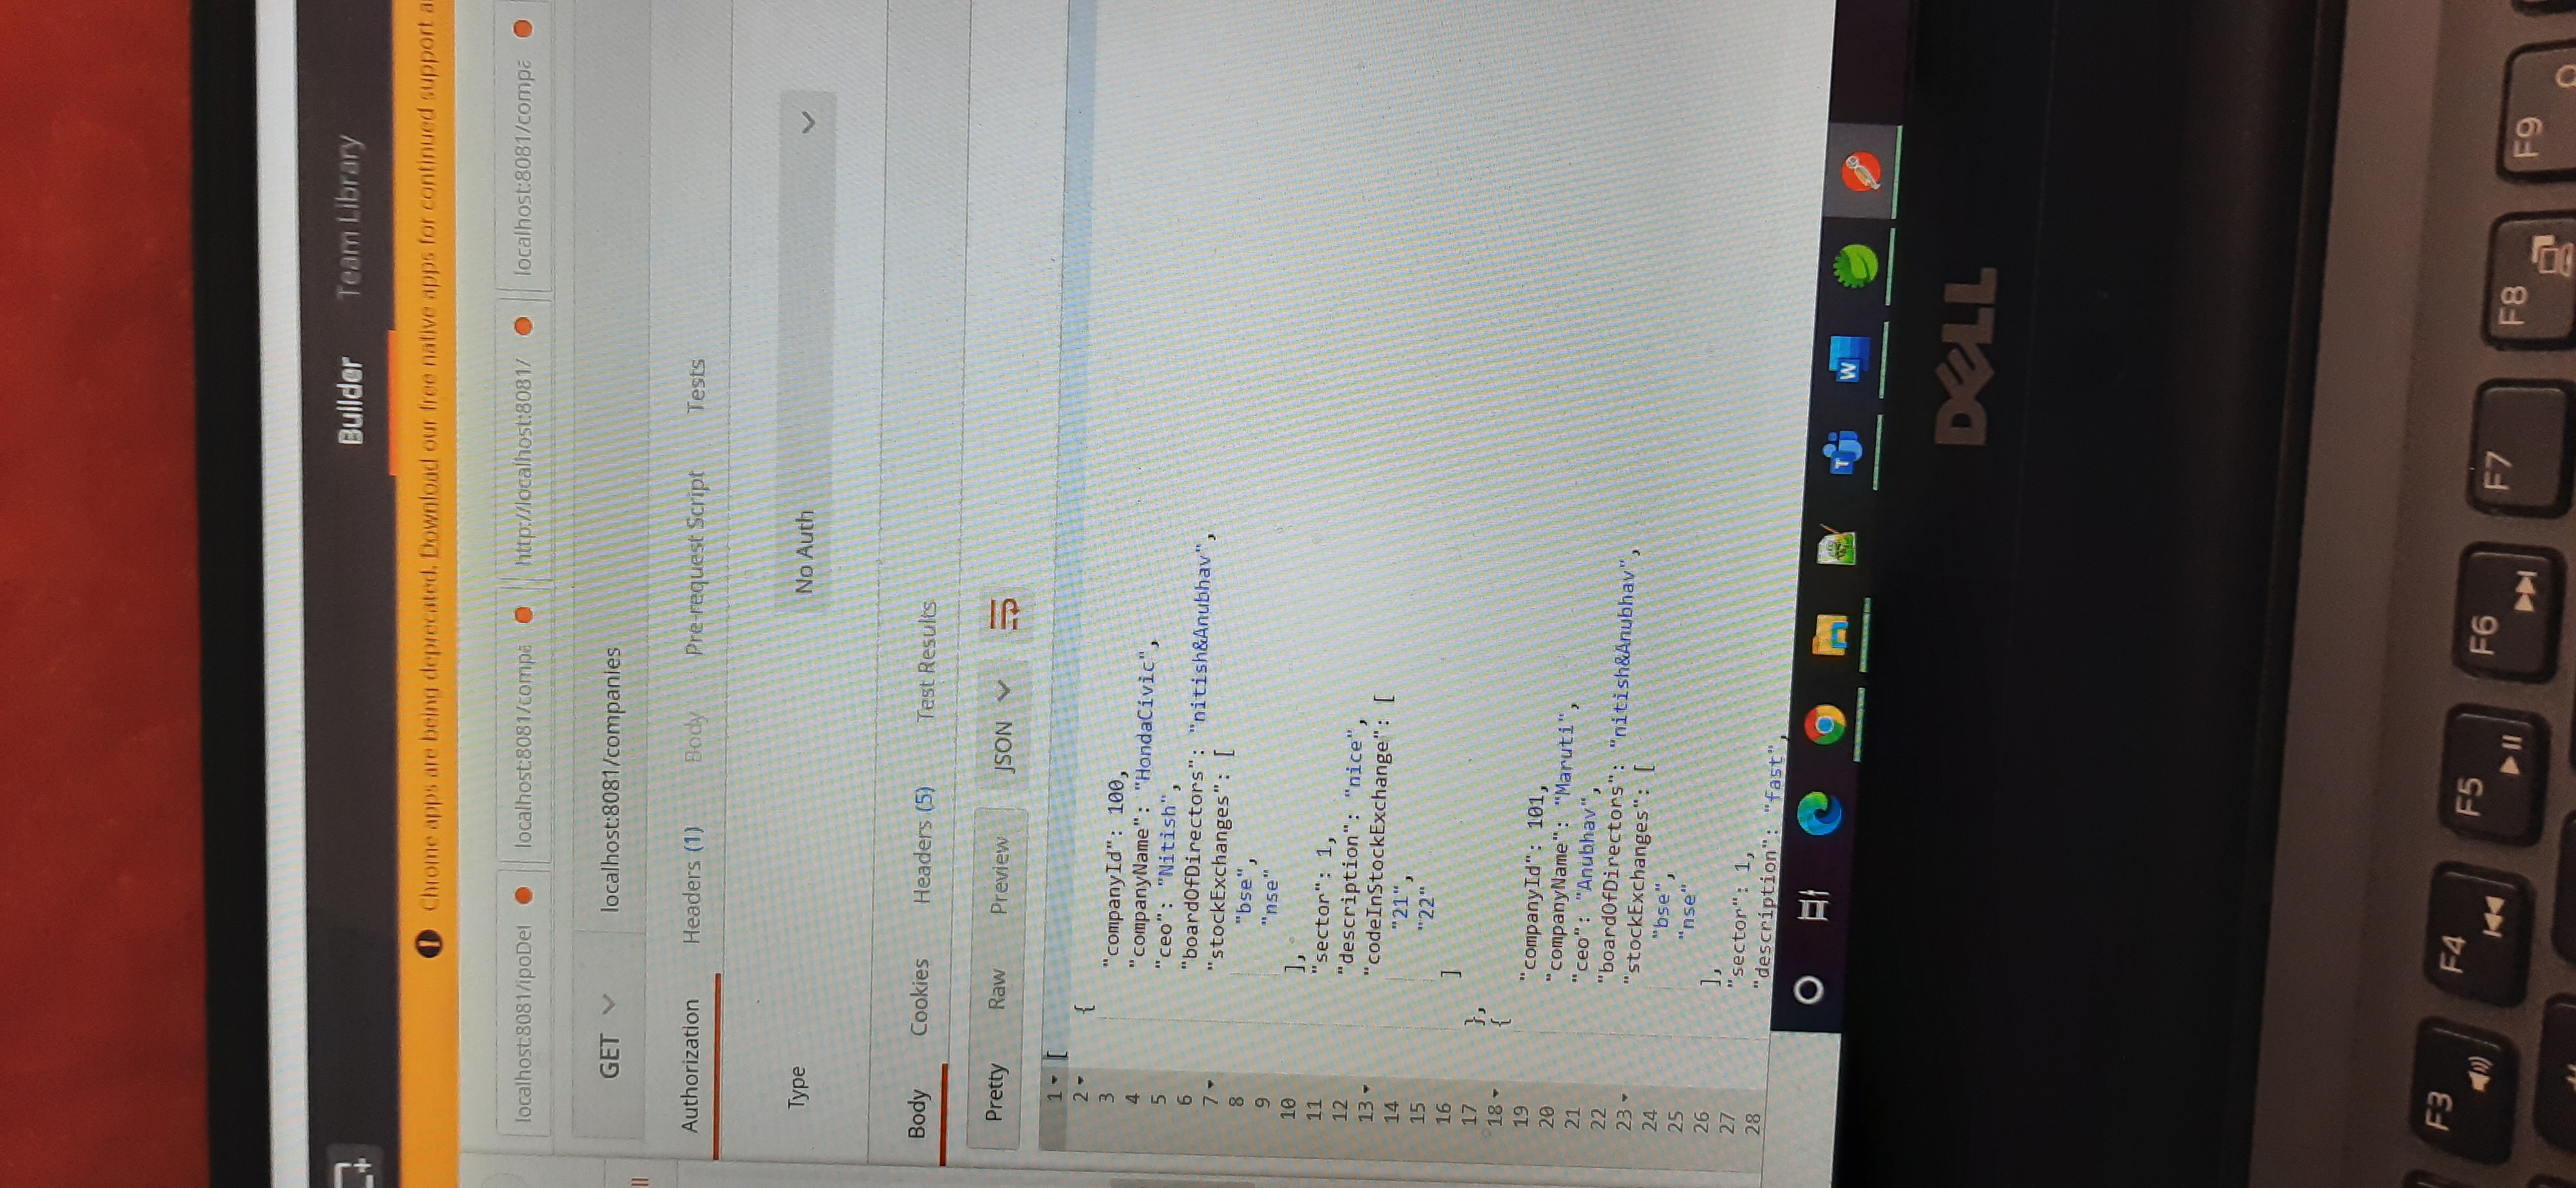 Builder Team Library
Chrome apps are being deprecated. Download our free native apps for continued support a
localhost:8081/ipoDet localhost:8081/compa http://localhost:8081/ localhost:8081/compa
GET localhost:8081/companies
ll
Authorization Headers (1) Body Pre-request Script Tests
Type No Auth
Body Cookies Headers (5) Test Results
Pretty Raw Preview JSON
1 [
2 {
3 "companyId": 100,
4 "companyName": "HondaCivic",
5 "ceo": "Nitish",
6 "boardOfDirectors": "nitish&Anubhav",
7 "stockExchanges": [
8 "bse",
9 "nse"
10 ],
11 "sector": 1,
12 "description": "nice",
13 "codeInStockExchange": [
14 "21",
15 "22"
16 ]
17 },
18 {
19 "companyId": 101,
20 "companyName": "Maruti",
21 "ceo": "Anubhav",
22 "boardOfDirectors": "nitish&Anubhav",
23 "stockExchanges": [
24 "bse",
25 "nse"
26 ],
27 "sector": 1,
28 "description": "fast",
T W
DELL
F3 F4 F5 F6 F7 F8 F9